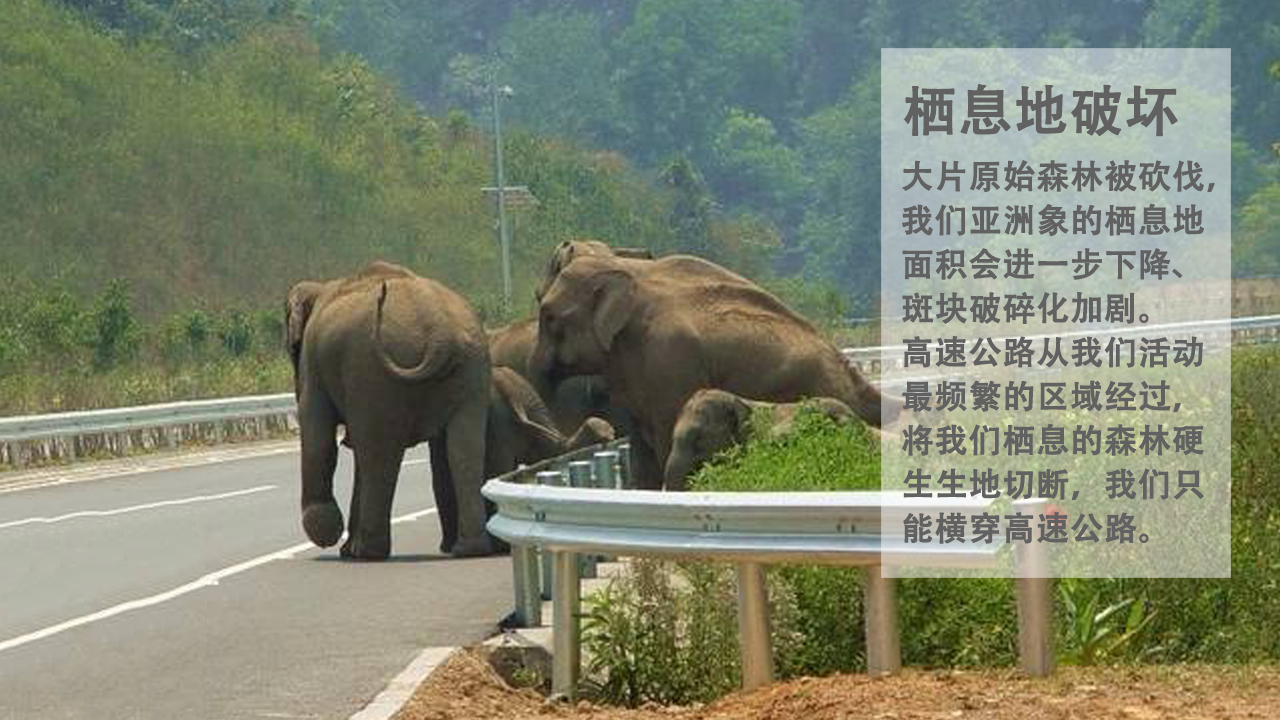 栖息地破坏
大片原始森林被砍伐,
我们亚洲象的栖息地
面积会进一步下降、
斑块破碎化加剧。
高速公路从我们活动
最频繁的区域经过,
将我们栖息的森林硬
生生地切断,我们只
能横穿高速公路。